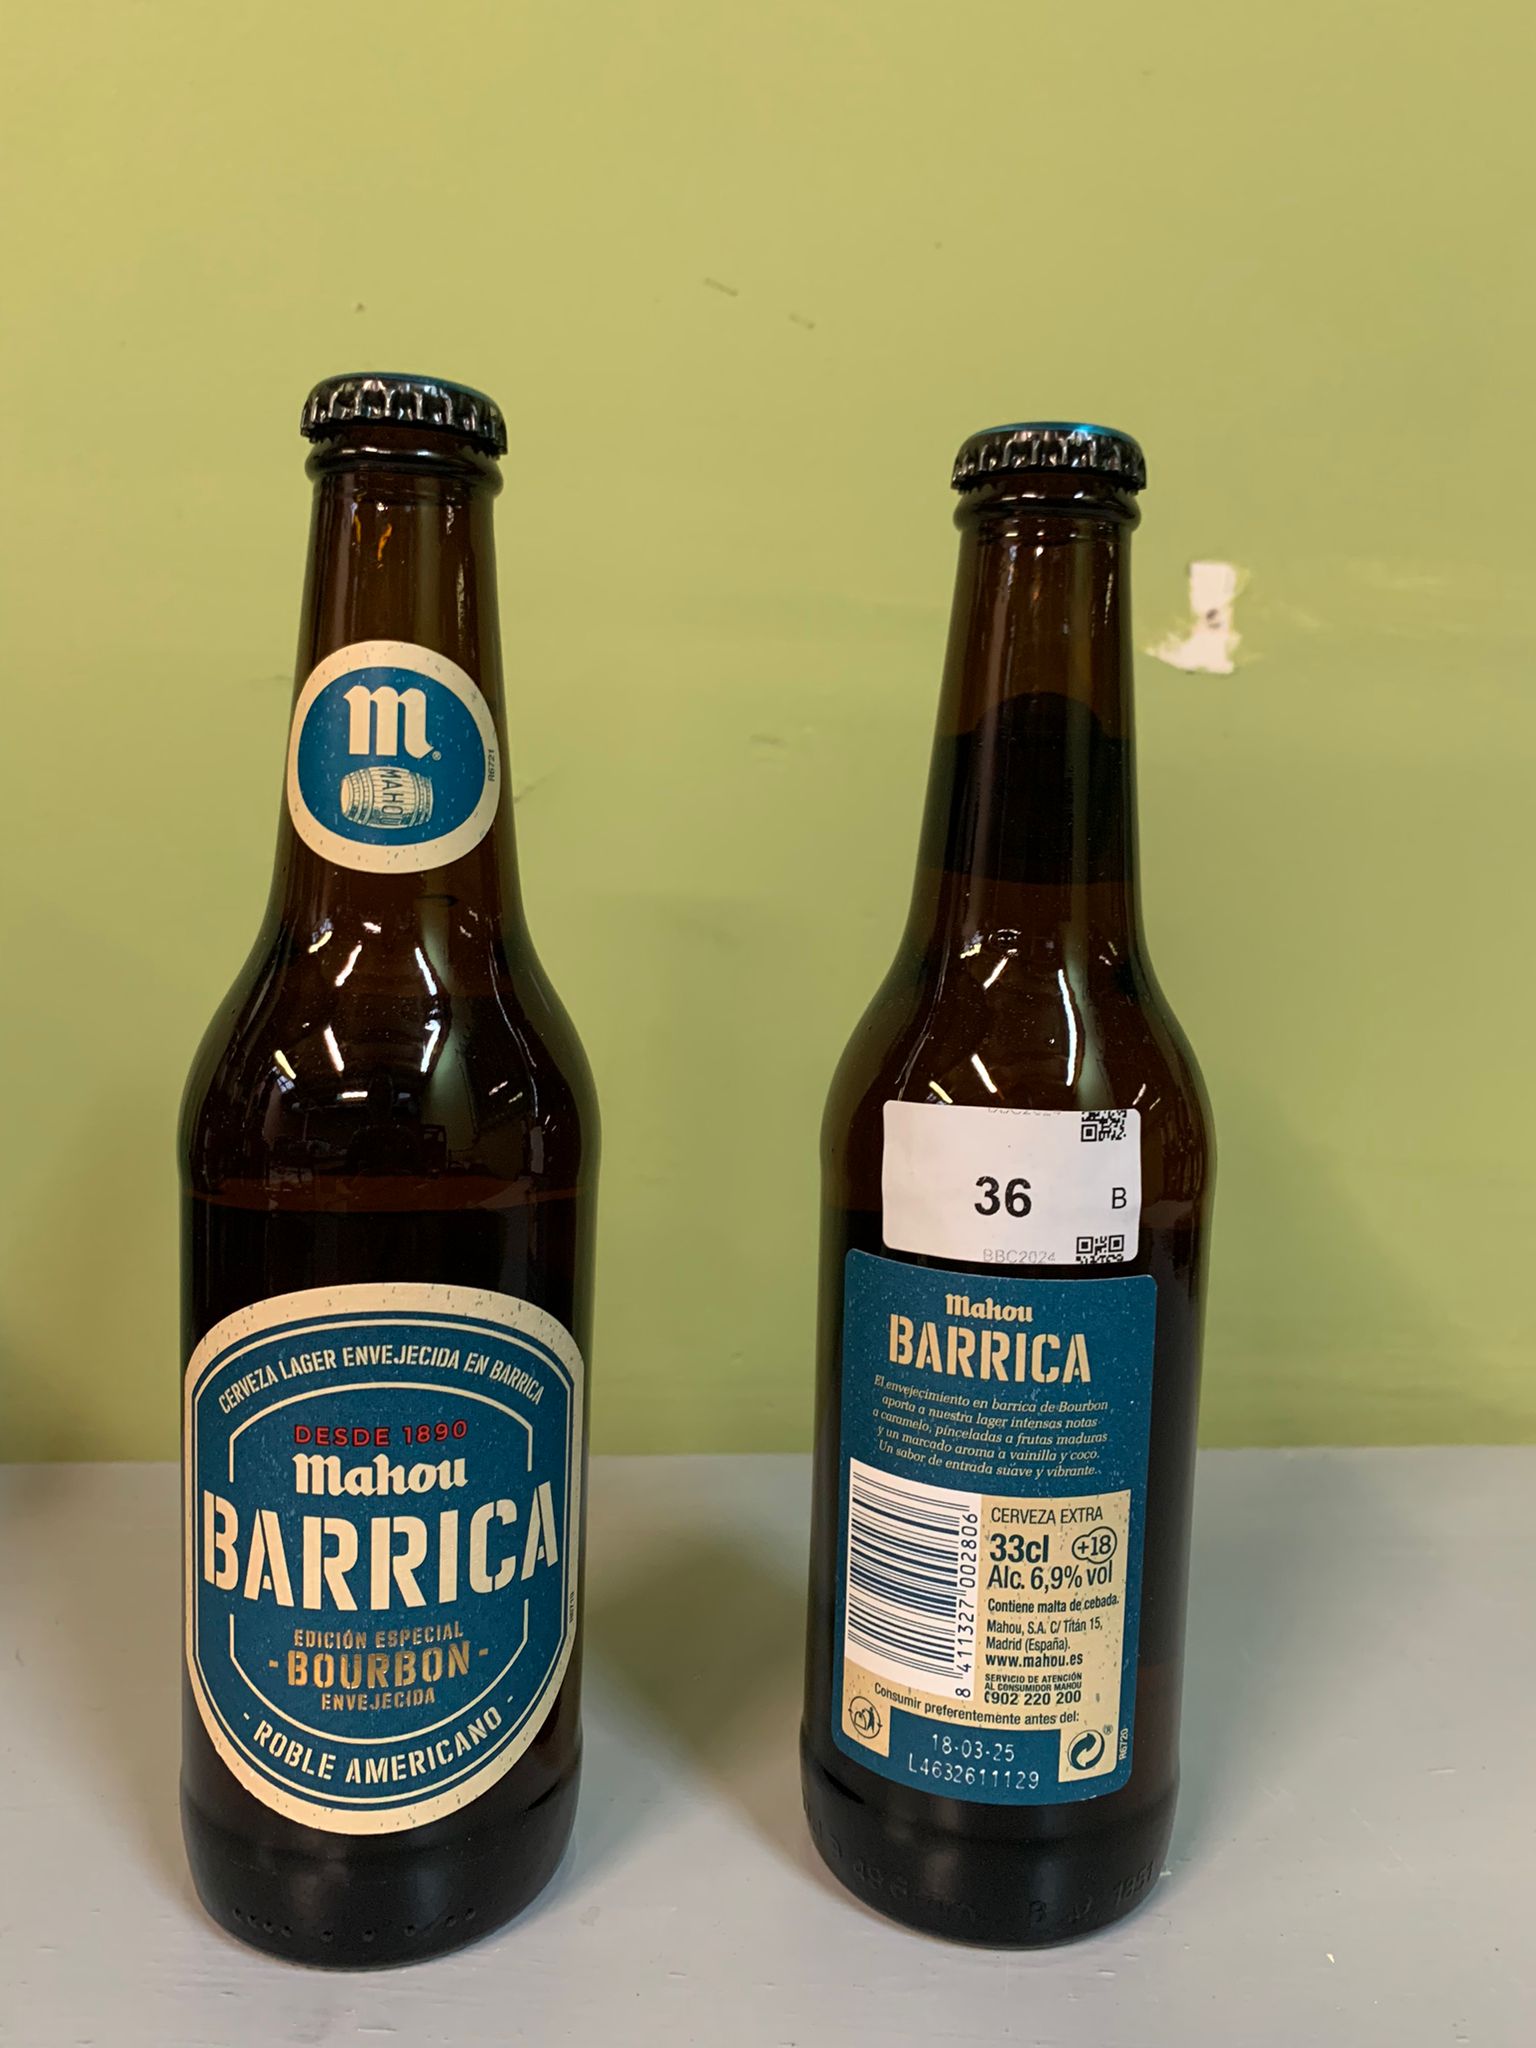 m
MAHOU
R6721
CERVEZA LAGER ENVEJECIDA EN BARRICA
DESDE 1890
Mahou
BARRICA
EDICIÓN ESPECIAL
- BOURBON -
ENVEJECIDA
- ROBLE AMERICANO -
BBC2024
36 B
BBC2024
Mahou
BARRICA
El envejecimiento en barrica de Bourbon
aporta a nuestra lager intensas notas
a caramelo, pinceladas a frutas maduras
y un marcado aroma a vainilla y coco.
Un sabor de entrada suave y vibrante.
8 411327 002806
CERVEZA EXTRA
33cl +18
Alc. 6,9% vol
Contiene malta de cebada.
Mahou, S.A. C/ Titán 15,
Madrid (España).
www.mahou.es
SERVICIO DE ATENCIÓN
AL CONSUMIDOR MAHOU
902 220 200
Consumir preferentemente antes del:
18-03-25
L4632611129
R6720